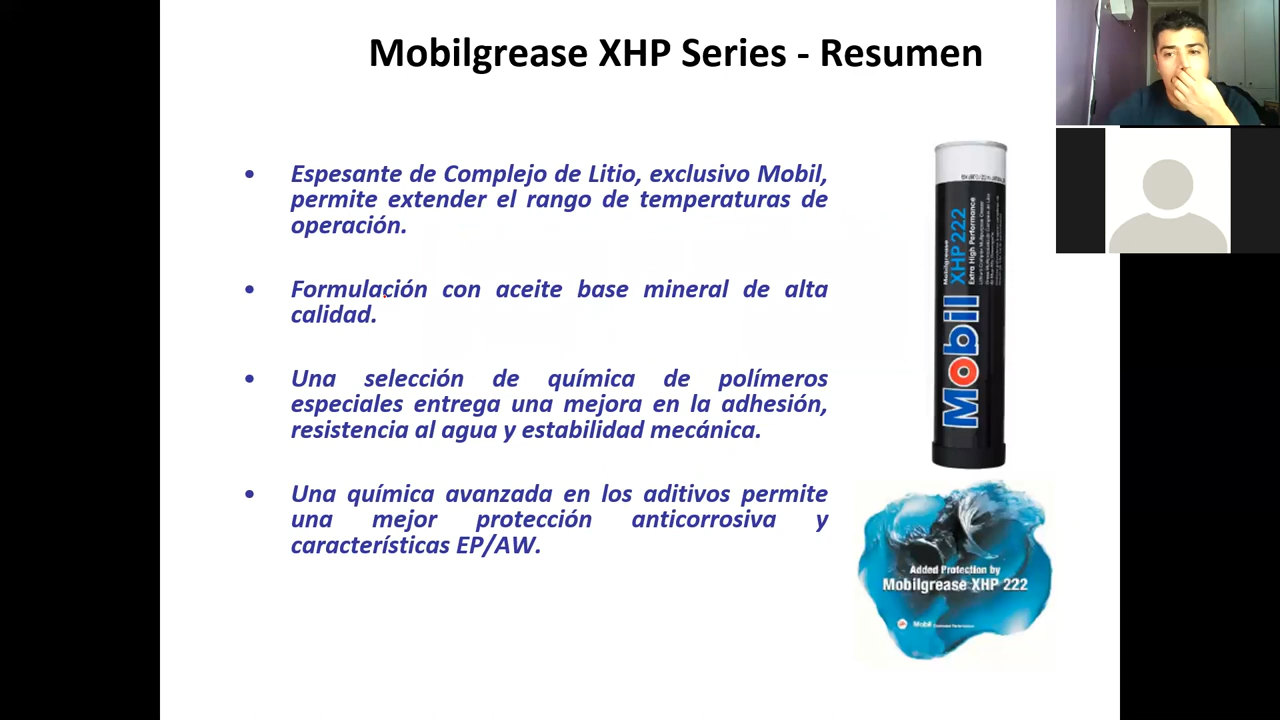 Mobilgrease XHP Series - Resumen
• Espesante de Complejo de Litio, exclusivo Mobil,
permite extender el rango de temperaturas de
operación.
• Formulación con aceite base mineral de alta
calidad.
• Una selección de química de polímeros
especiales entrega una mejora en la adhesión,
resistencia al agua y estabilidad mecánica.
• Una química avanzada en los aditivos permite
una mejor protección anticorrosiva y
características EP/AW.
Mobil
Mobilgrease
XHP 222
Extra High Performance
Added Protection by
Mobilgrease XHP 222
Mobil